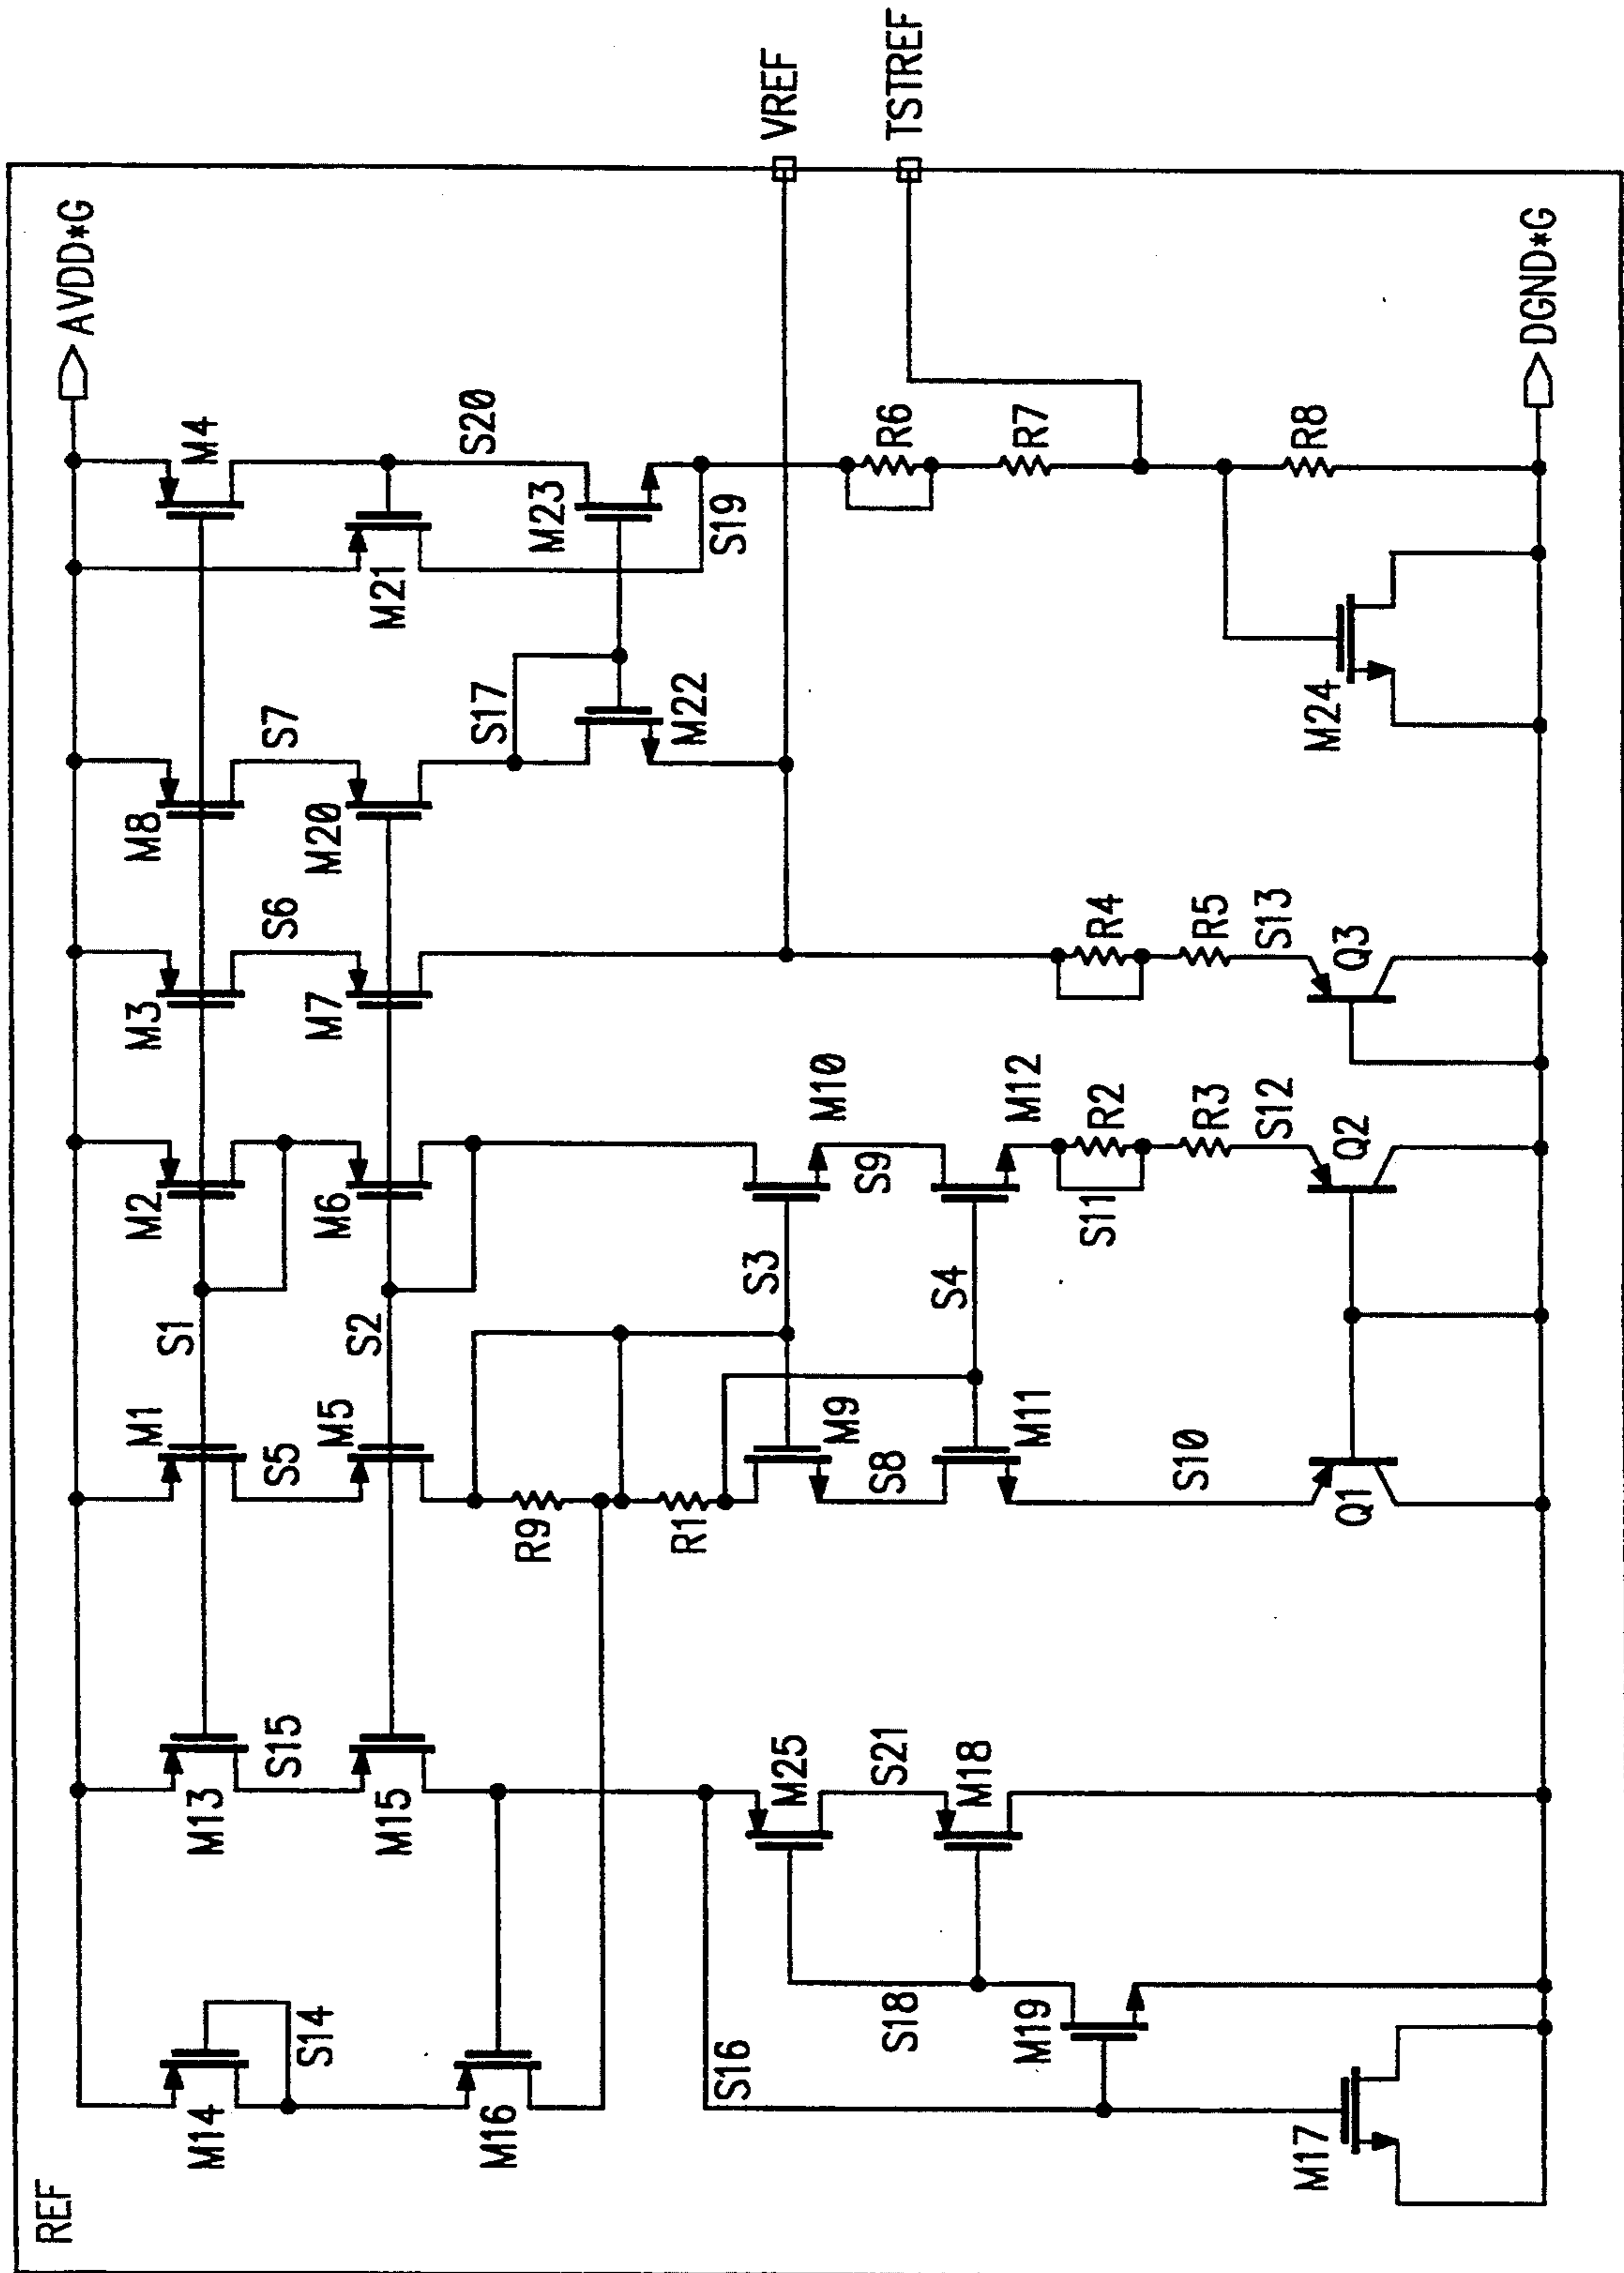 REF
AVDD*G
M14
M13
M1
M2
M3
M8
M4
S14
S15
S1
S5
S6
S7
M16
M15
M5
S2
M6
M7
M20
M21
S20
R9
S17
M23
R1
S16
M25
M9
S3
M10
M22
S19
VREF
S18
S21
S8
S9
R6
TSTREF
M19
M18
M11
S4
M12
R7
S11
R2
R4
S10
R3
R5
M17
Q1
S12
Q2
S13
Q3
M24
R8
DGND*G